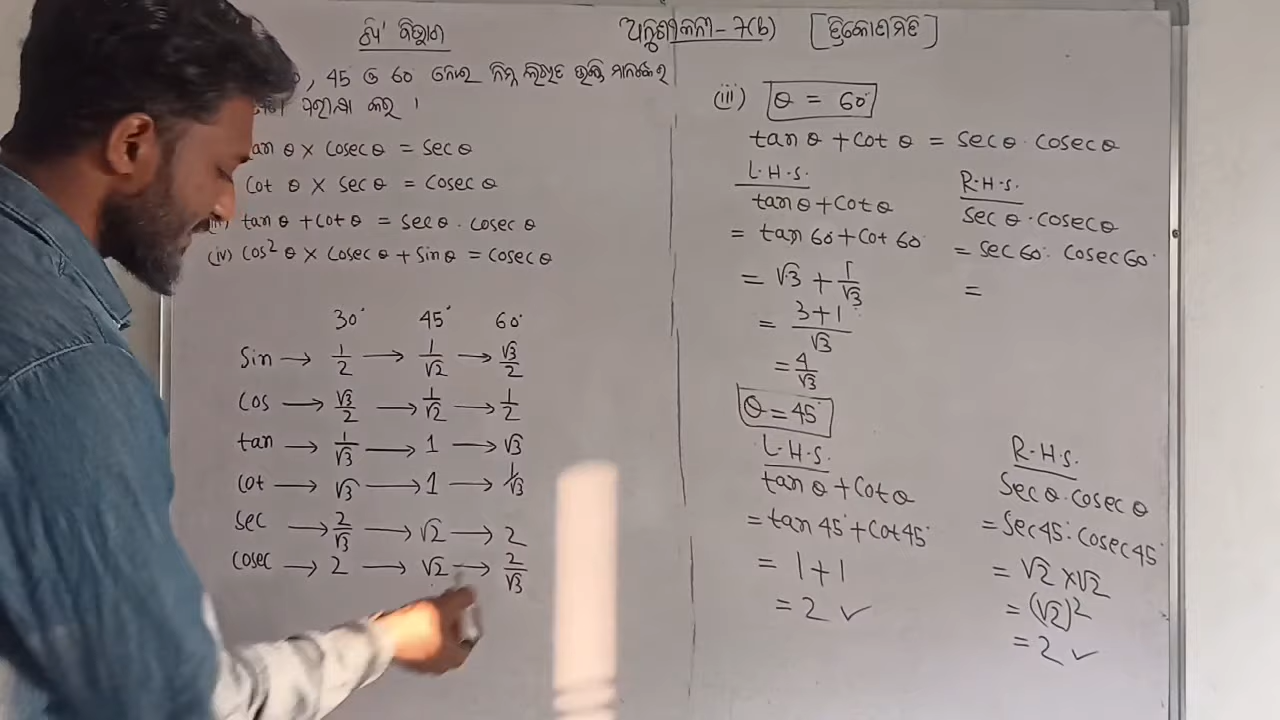 'ଖ' ବିଭାଗ
ଅନୁଶୀଳନୀ - 7(b) [ତ୍ରିକୋଣମିତି]
, 45 ଓ 60 ନେଇ ନିମ୍ନ ଲିଖିତ ଉକ୍ତି ମାନଙ୍କର
କର ।
tan θ × cosec θ = sec θ
cot θ × sec θ = cosec θ
tan θ + cot θ = sec θ · cosec θ
(iv) cos² θ × cosec θ + sin θ = cosec θ
30° 45° 60°
Sin → 1/2 → 1/√2 → √3/2
cos → √3/2 → 1/√2 → 1/2
tan → 1/√3 → 1 → √3
cot → √3 → 1 → 1/√3
sec → 2/√3 → √2 → 2
cosec → 2 → √2 → 2/√3
(iii) θ = 60°
tan θ + cot θ = sec θ · cosec θ
L.H.S.
tan θ + cot θ
= tan 60° + cot 60°
= √3 + 1/√3
= 3+1/√3
= 4/√3
R.H.S.
sec θ · cosec θ
= sec 60° · cosec 60°
=
θ = 45°
L.H.S.
tan θ + cot θ
= tan 45° + cot 45°
= 1 + 1
= 2 ✓
R.H.S.
Sec θ · cosec θ
= Sec 45° · cosec 45°
= √2 × √2
= (√2)²
= 2 ✓